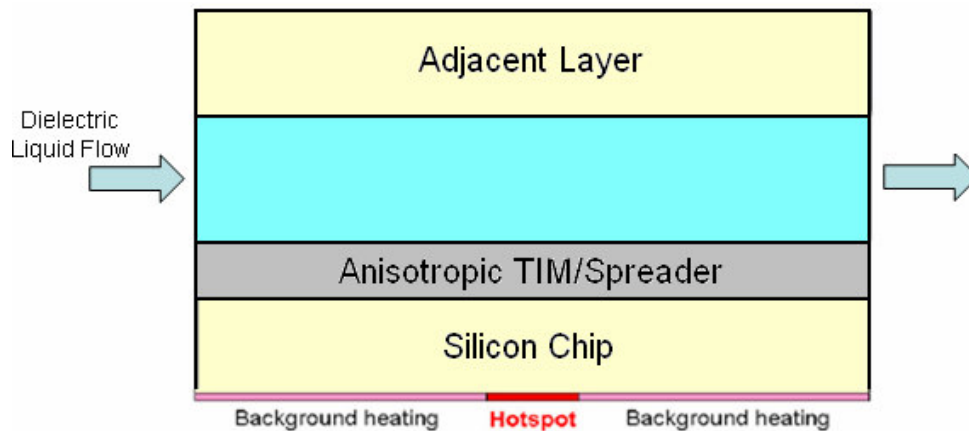 Adjacent Layer
Dielectric
Liquid Flow
Anisotropic TIM/Spreader
Silicon Chip
Background heating Hotspot Background heating